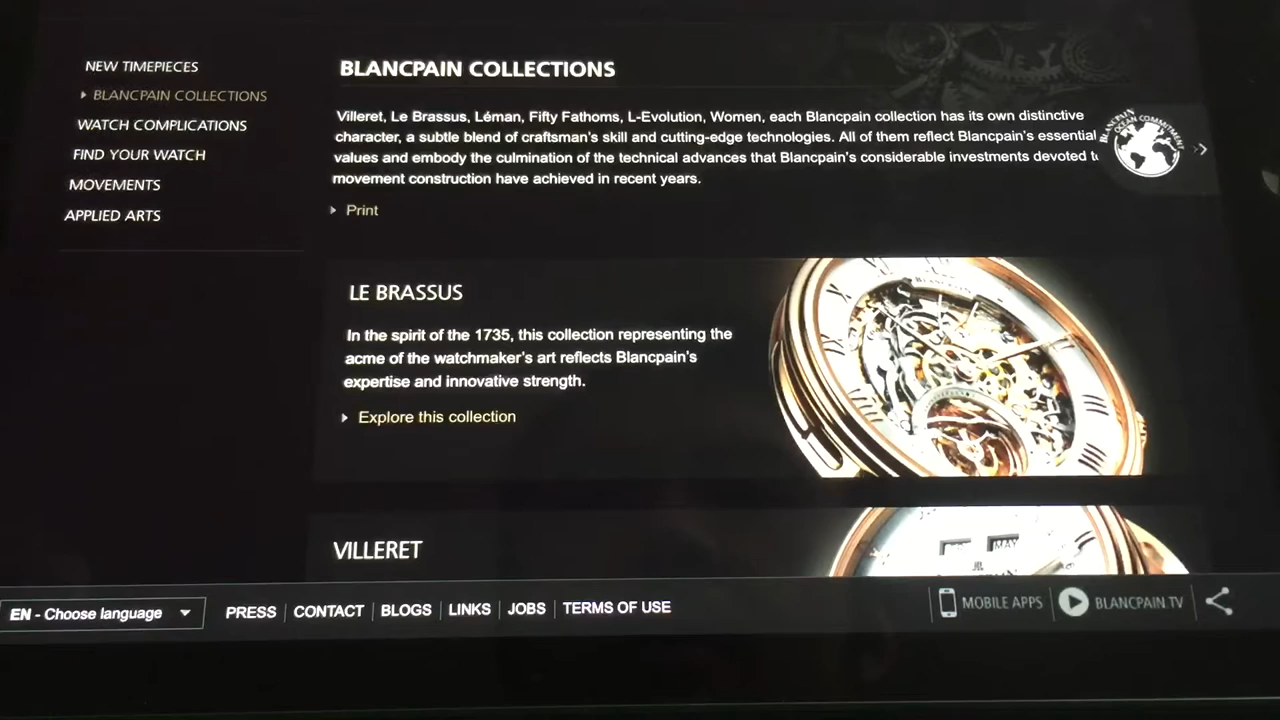 NEW TIMEPIECES
BLANCPAIN COLLECTIONS
WATCH COMPLICATIONS
FIND YOUR WATCH
MOVEMENTS
APPLIED ARTS
BLANCPAIN COLLECTIONS
Villeret, Le Brassus, Léman, Fifty Fathoms, L-Evolution, Women, each Blancpain collection has its own distinctive
character, a subtle blend of craftsman's skill and cutting-edge technologies. All of them reflect Blancpain's essential
values and embody the culmination of the technical advances that Blancpain's considerable investments devoted t
movement construction have achieved in recent years.
Print
BLANCPAIN OCEAN COMMITMENT
LE BRASSUS
In the spirit of the 1735, this collection representing the
acme of the watchmaker's art reflects Blancpain's
expertise and innovative strength.
Explore this collection
BLANCPAIN
VILLERET
MAY
EN - Choose language
PRESS CONTACT BLOGS LINKS JOBS TERMS OF USE
MOBILE APPS BLANCPAIN.TV